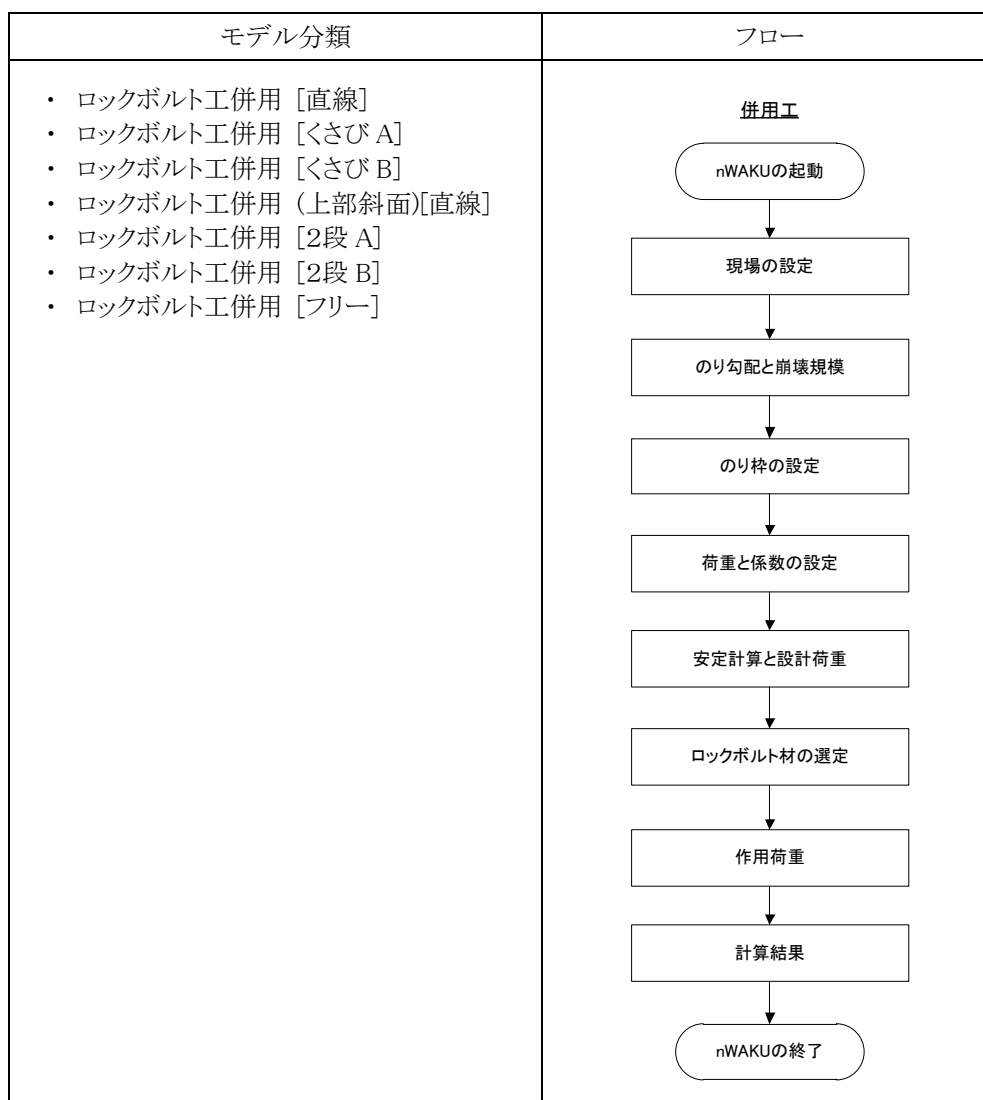 モデル分類
フロー
・ ロックボルト工併用 [直線]
・ ロックボルト工併用 [くさび A]
・ ロックボルト工併用 [くさび B]
・ ロックボルト工併用 (上部斜面)[直線]
・ ロックボルト工併用 [2段 A]
・ ロックボルト工併用 [2段 B]
・ ロックボルト工併用 [フリー]
併用工
nWAKUの起動
現場の設定
のり勾配と崩壊規模
のり枠の設定
荷重と係数の設定
安定計算と設計荷重
ロックボルト材の選定
作用荷重
計算結果
nWAKUの終了